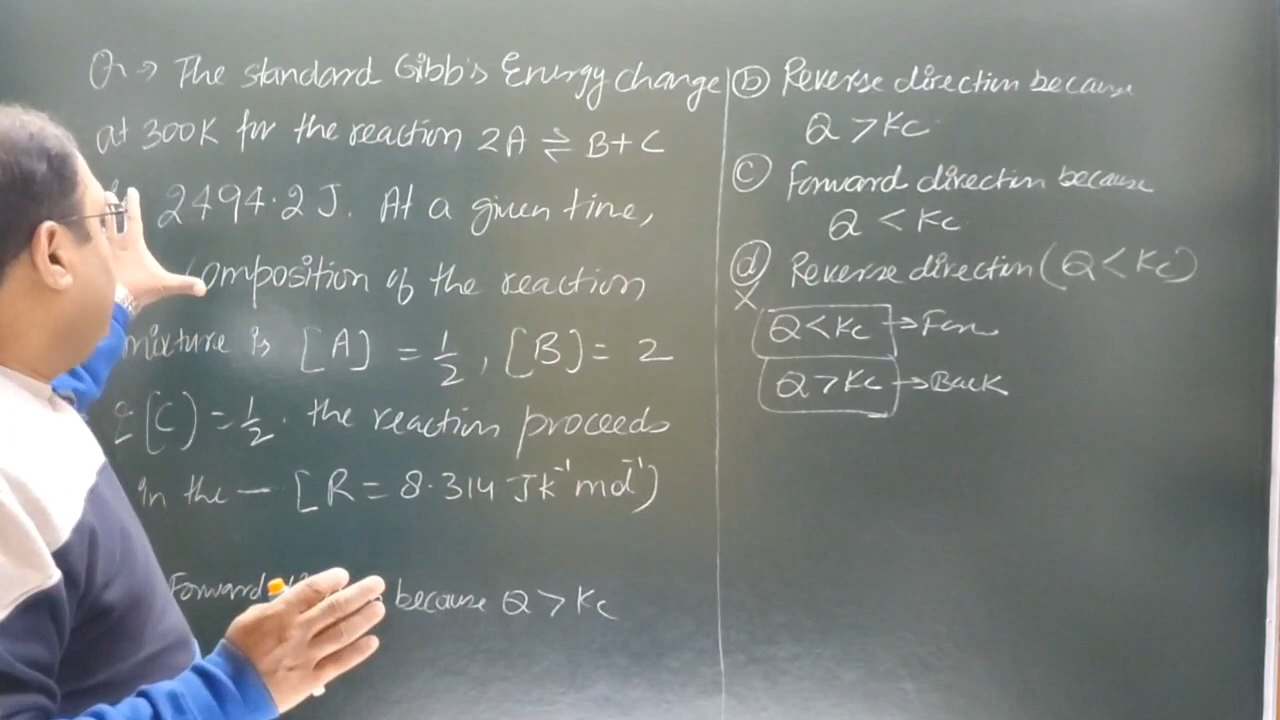 Q → The standard Gibb's Energy change
at 300K for the reaction 2A ⇌ B+C
2494.2 J. At a given time,
composition of the reaction
mixture is [A] = 1/2, [B] = 2
& [C] = 1/2. the reaction proceeds
in the — [R = 8.314 JK⁻¹mol⁻¹)
Forward because Q > Kc
(b) Reverse direction because
Q > Kc
(c) Forward direction because
Q < Kc
(d) Reverse direction (Q < Kc)
X
Q < Kc → For
Q > Kc → Back